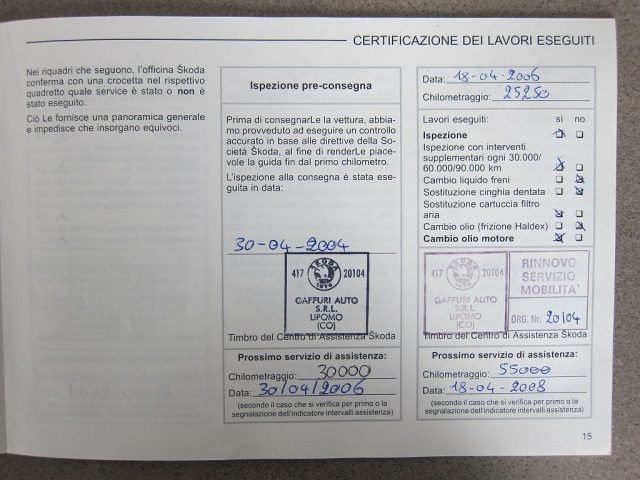 CERTIFICAZIONE DEI LAVORI ESEGUITI
Nei riquadri che seguono, l'officina Škoda
conferma con una crocetta nel rispettivo
quadretto quale service è stato o non è
stato eseguito.
Ciò Le fornisce una panoramica generale
e impedisce che insorgano equivoci.
Ispezione pre-consegna
Prima di consegnarLe la vettura, abbia-
mo provveduto ad eseguire un controllo
accurato in base alle direttive della So-
cietà Škoda, al fine di renderLe piace-
vole la guida fin dal primo chilometro.
L'ispezione alla consegna è stata ese-
guita in data:
30-04-2004
SKODA
417 20104
GAFFURI AUTO
S.R.L.
LIPOMO
(CO)
Timbro del Centro di Assistenza Škoda
Prossimo servizio di assistenza:
Chilometraggio: 30000
Data: 30/04/2006
(secondo il caso che si verifica per primo o la
segnalazione dell'indicatore intervalli assistenza)
Data: 18-04-2006
Chilometraggio: 25250
Lavori eseguiti: sì no
Ispezione
Ispezione con interventi
supplementari ogni 30.000/
60.000/90.000 km
Cambio liquido freni
Sostituzione cinghia dentata
Sostituzione cartuccia filtro
aria
Cambio olio (frizione Haldex)
Cambio olio motore
SKODA
417 20104
GAFFURI AUTO
S.R.L.
LIPOMO
(CO)
RINNOVO
SERVIZIO
MOBILITA'
ORG. Nr. 20104
Timbro del Centro di Assistenza Škoda
Prossimo servizio di assistenza:
Chilometraggio: 55000
Data: 18-04-2008
(secondo il caso che si verifica per primo o la
segnalazione dell'indicatore intervalli assistenza)
15